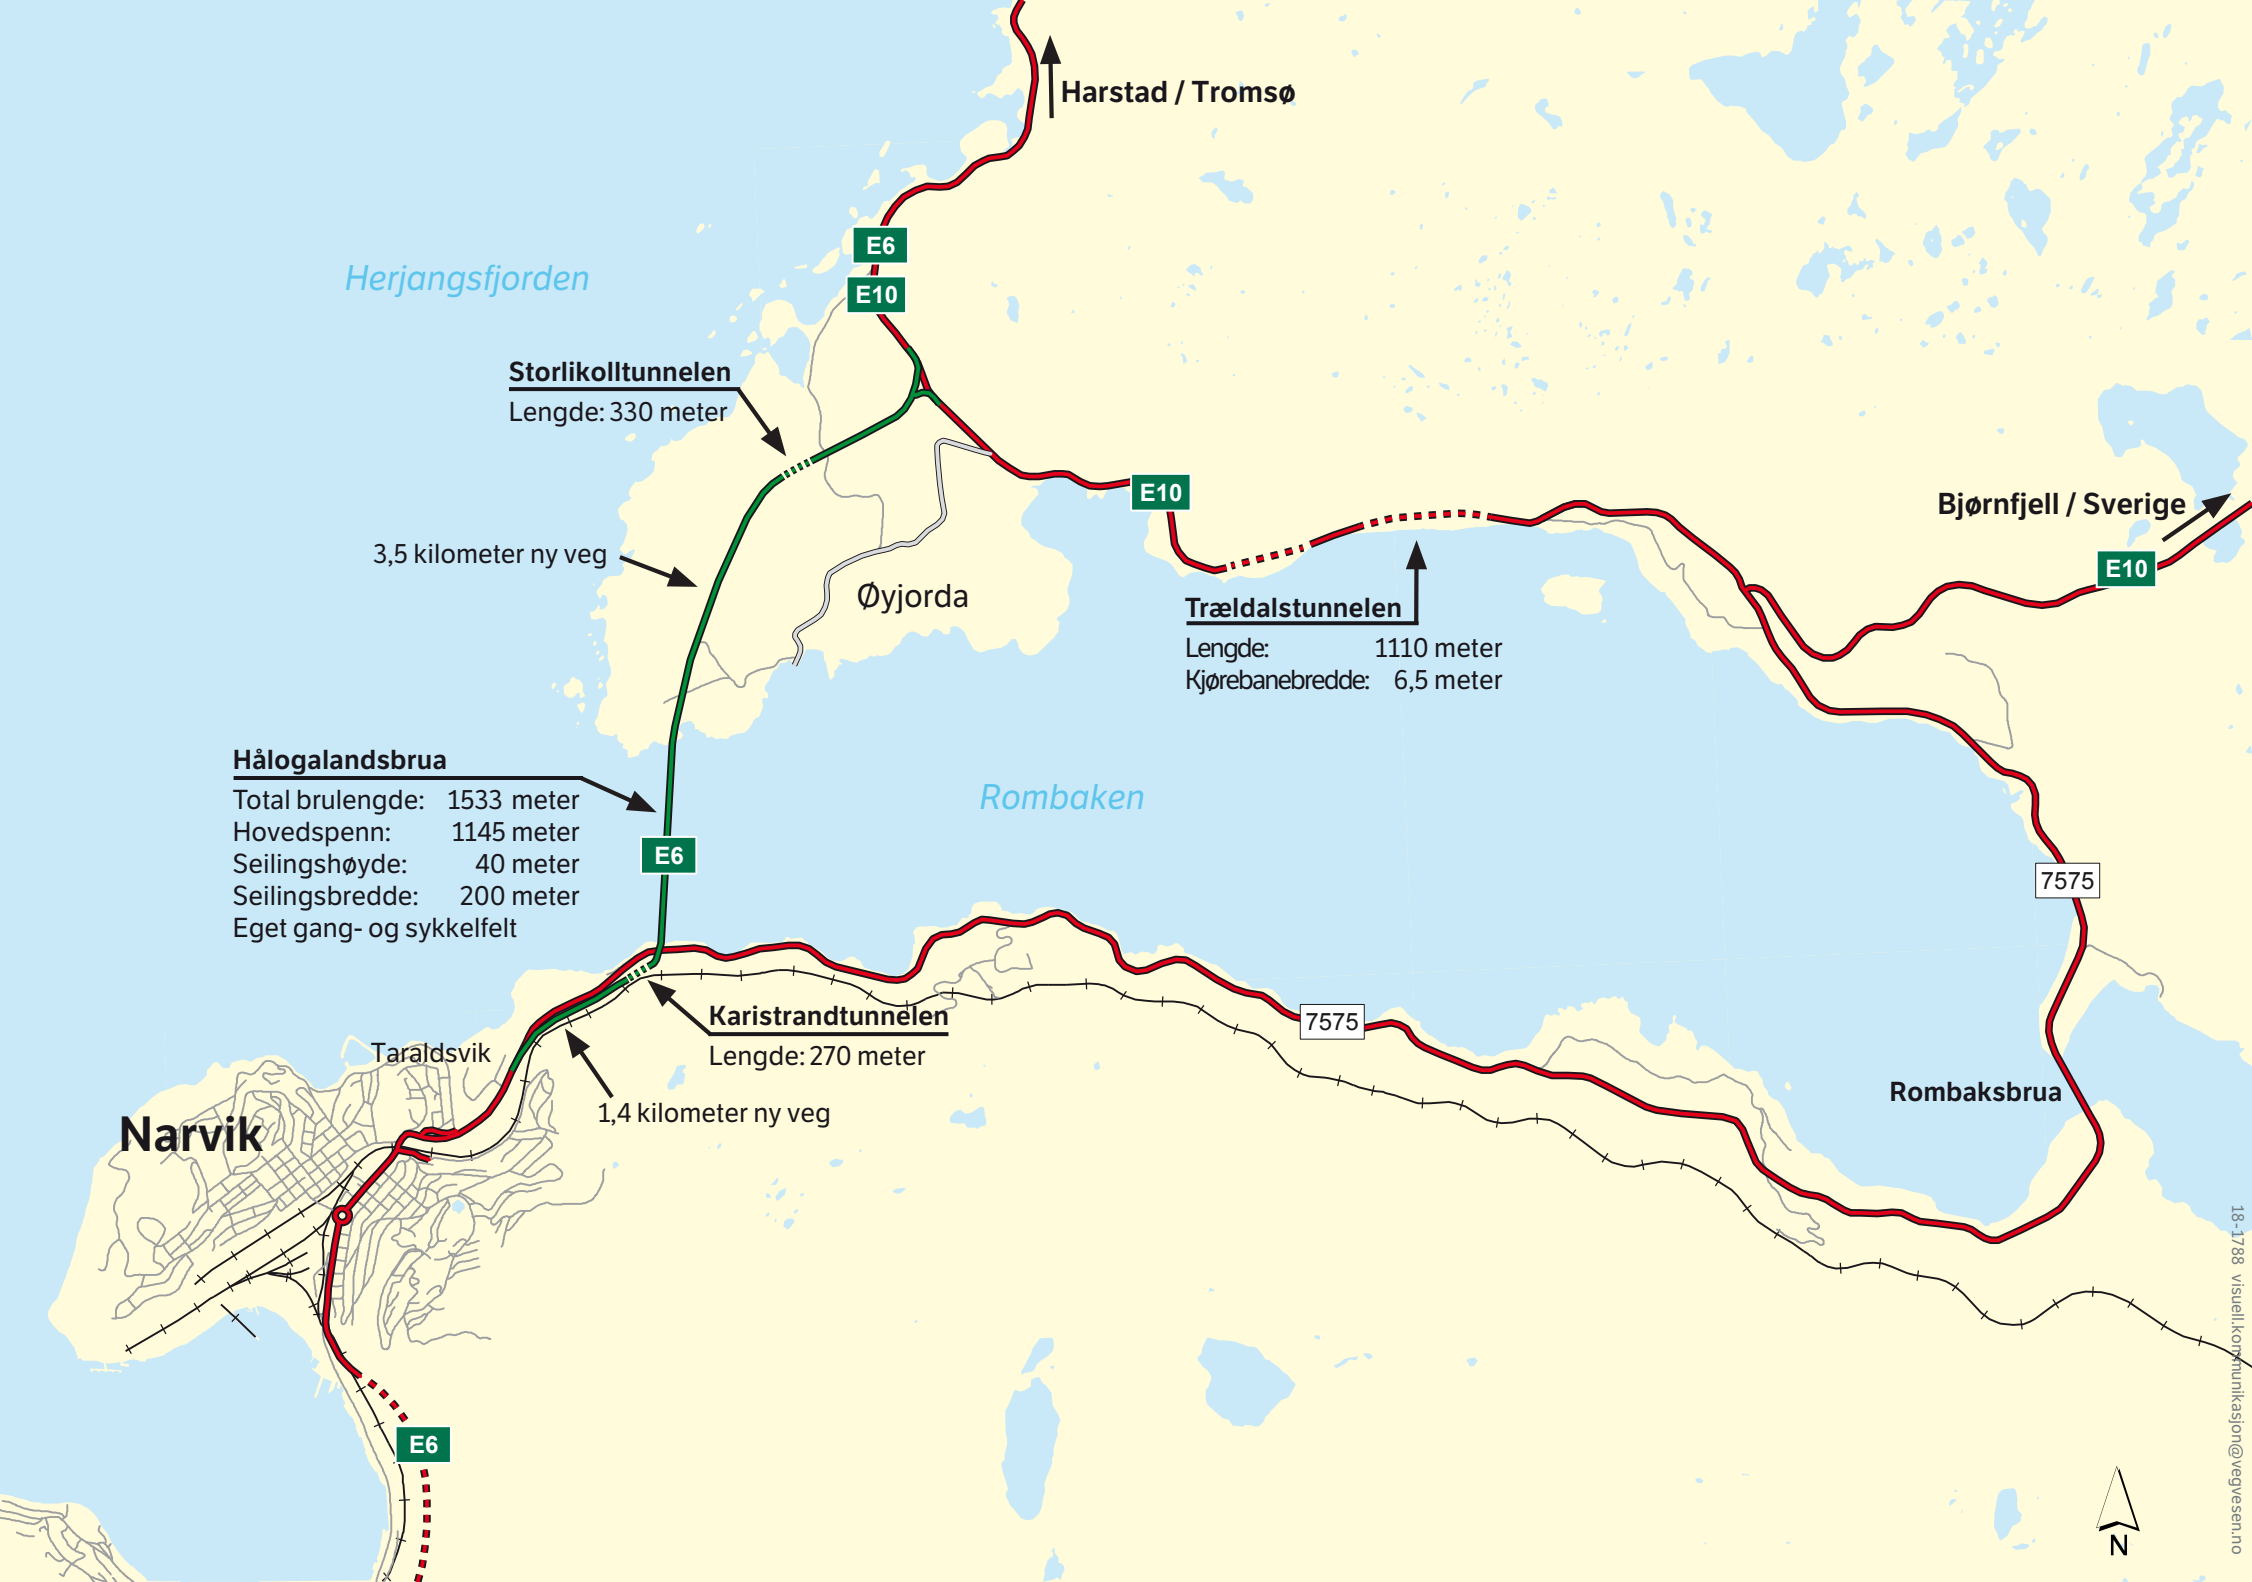 Harstad / Tromsø
E6
E10
Herjangsfjorden
Storlikolltunnelen
Lengde: 330 meter
E10
Bjørnfjell / Sverige
E10
3,5 kilometer ny veg
Øyjorda
Trældalstunnelen
Lengde: 1110 meter
Kjørebanebredde: 6,5 meter
Hålogalandsbrua
Total brulengde: 1533 meter
Hovedspenn: 1145 meter
Seilingshøyde: 40 meter
Seilingsbredde: 200 meter
Eget gang- og sykkelfelt
Rombaken
E6
7575
Karistrandtunnelen
Lengde: 270 meter
7575
Taraldsvik
1,4 kilometer ny veg
Rombaksbrua
Narvik
E6
N
18-1788 visuell.kommunikasjon@vegvesen.no